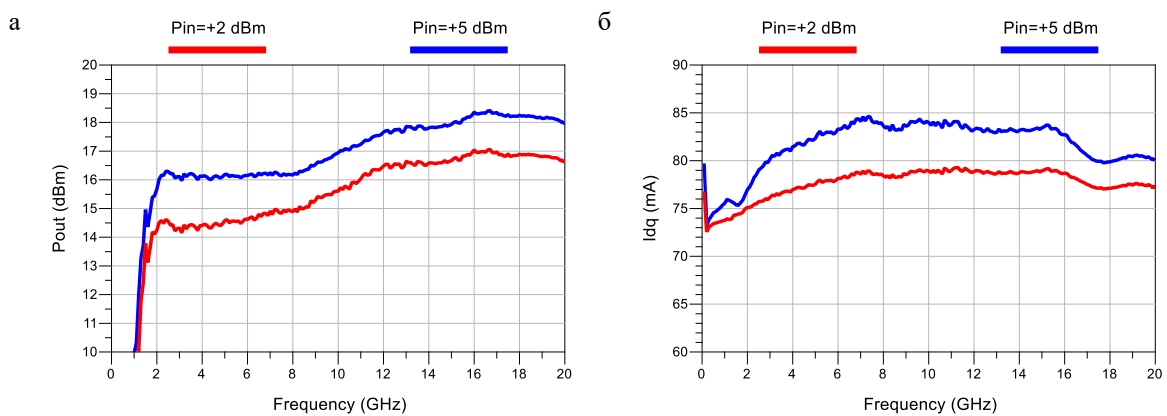 а
Pin=+2 dBm Pin=+5 dBm
20
19
18
17
16
15
14
13
12
11
10
Pout (dBm)
0 2 4 6 8 10 12 14 16 18 20
Frequency (GHz)
б
Pin=+2 dBm Pin=+5 dBm
90
85
80
75
70
65
60
Idq (mA)
0 2 4 6 8 10 12 14 16 18 20
Frequency (GHz)